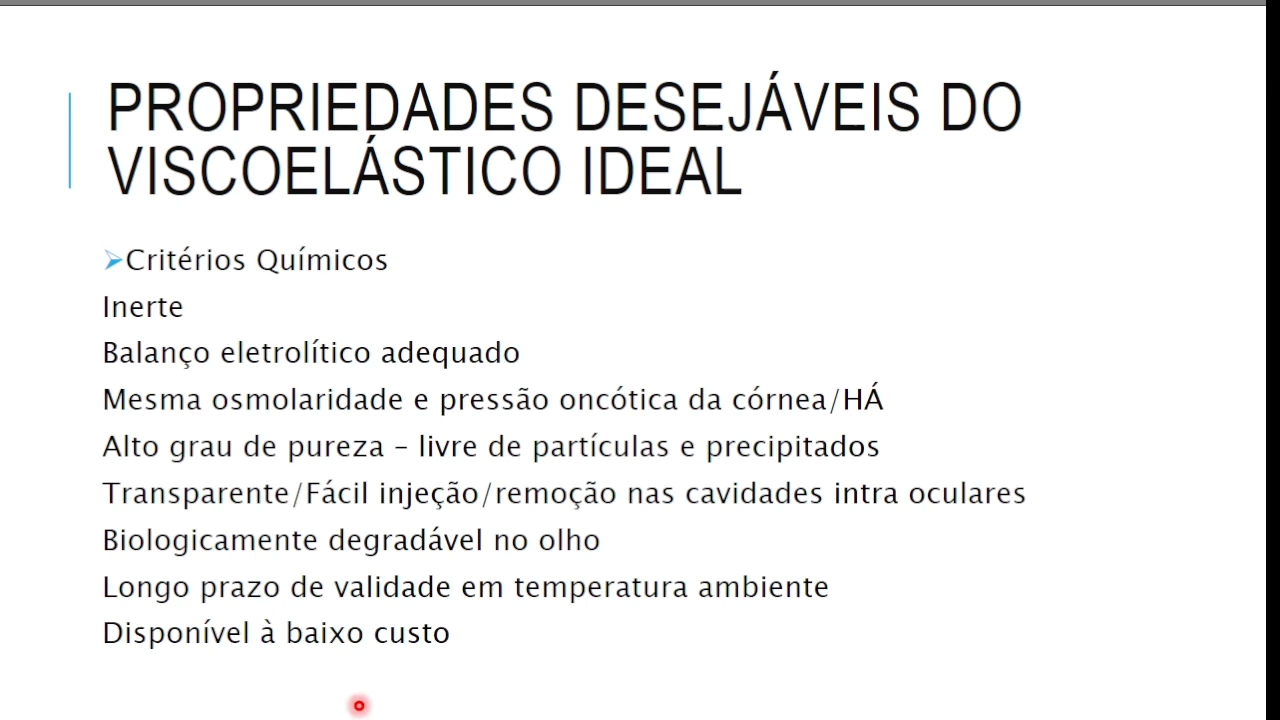 PROPRIEDADES DESEJÁVEIS DO
VISCOELÁSTICO IDEAL
Critérios Químicos
Inerte
Balanço eletrolítico adequado
Mesma osmolaridade e pressão oncótica da córnea/HÁ
Alto grau de pureza – livre de partículas e precipitados
Transparente/Fácil injeção/remoção nas cavidades intra oculares
Biologicamente degradável no olho
Longo prazo de validade em temperatura ambiente
Disponível à baixo custo